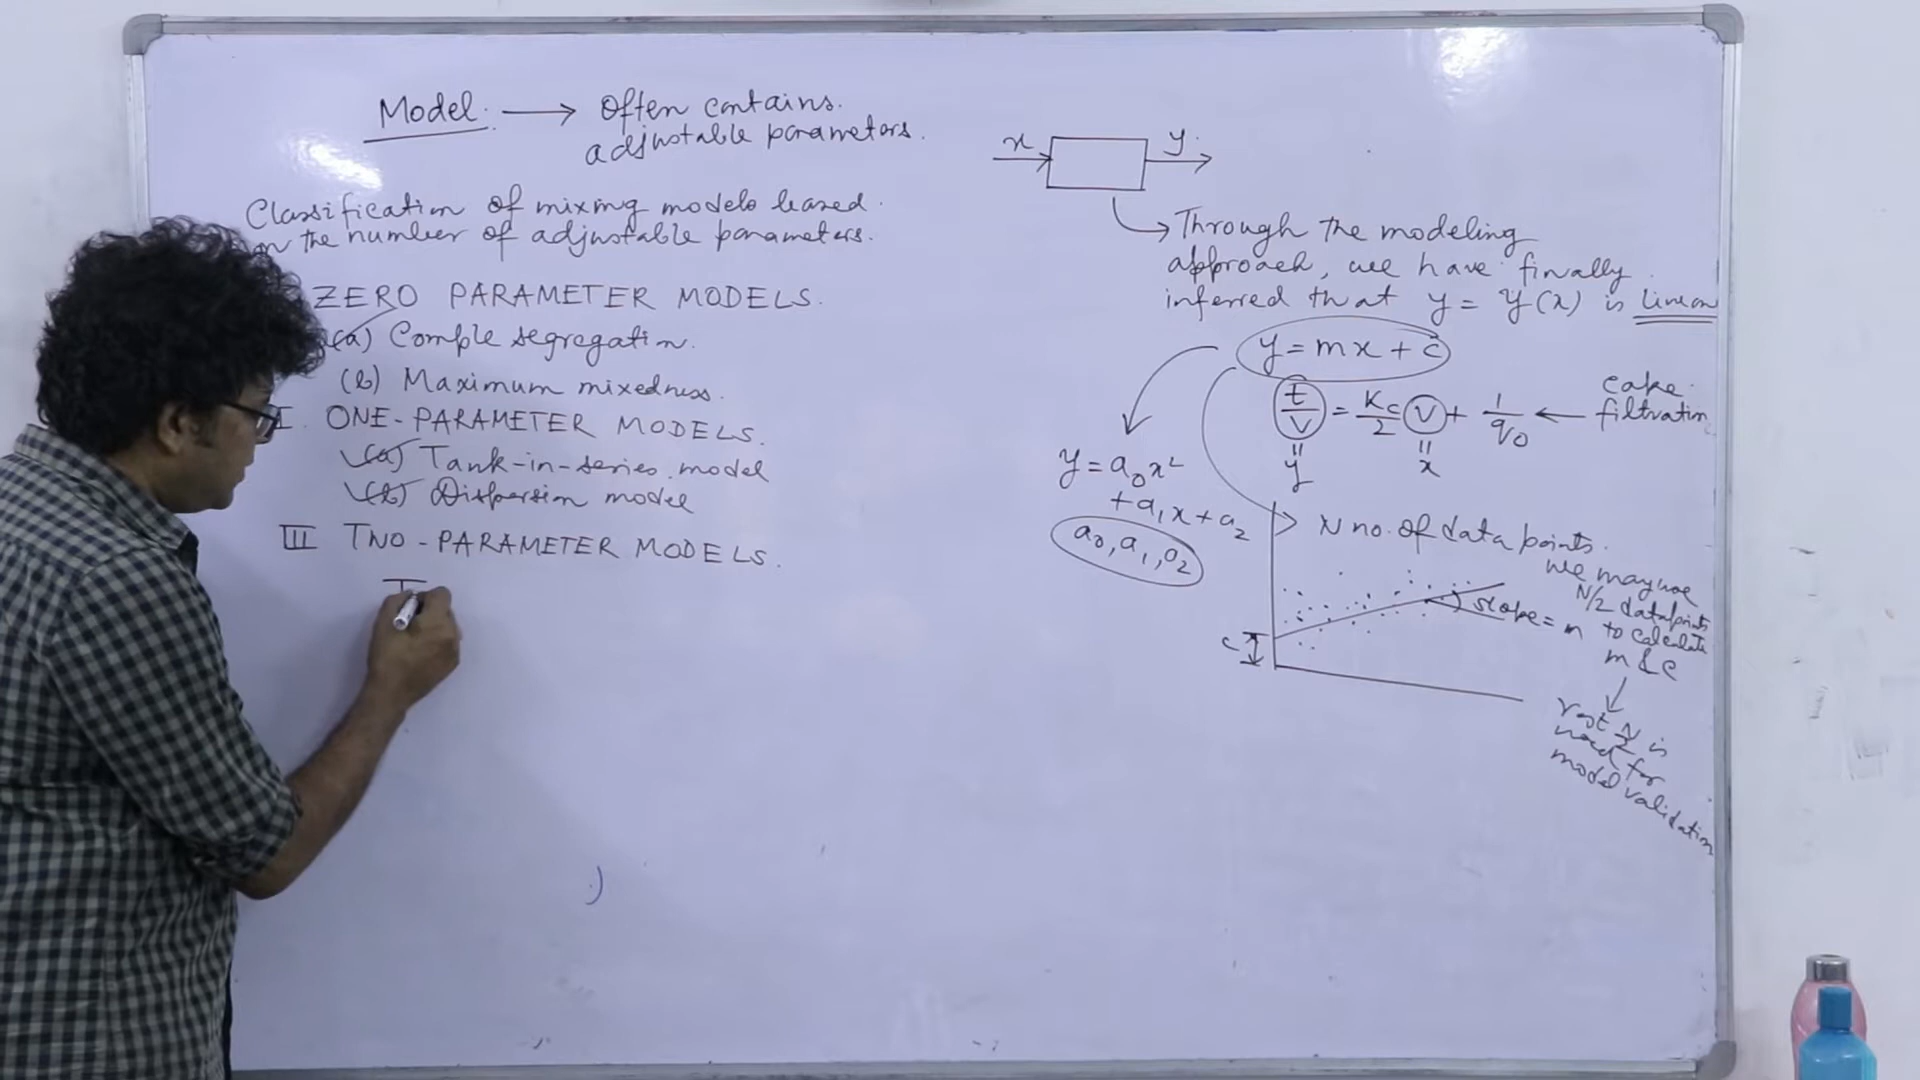 Model. → Often contains.
adjustable parameters.
Classification of mixing models based.
on the number of adjustable parameters.
ZERO PARAMETER MODELS.
(a) Comple segregation.
(b) Maximum mixedness.
I. ONE-PARAMETER MODELS.
(a) Tank-in-series model
(b) Dispersion model
III TWO-PARAMETER MODELS.
x y
Through the modeling
approach, we have finally
inferred that y = y(x) is linear
y = mx + c
t/V = Kc/2 V + 1/q0 ← cake
filtration
y x
y = a0x²
+ a1x + a2
a0, a1, a2
N no. of data points.
we may use
N/2 datapoints
to calculate
m & c
slope = m
c
rest N/2 is
used for
model validation